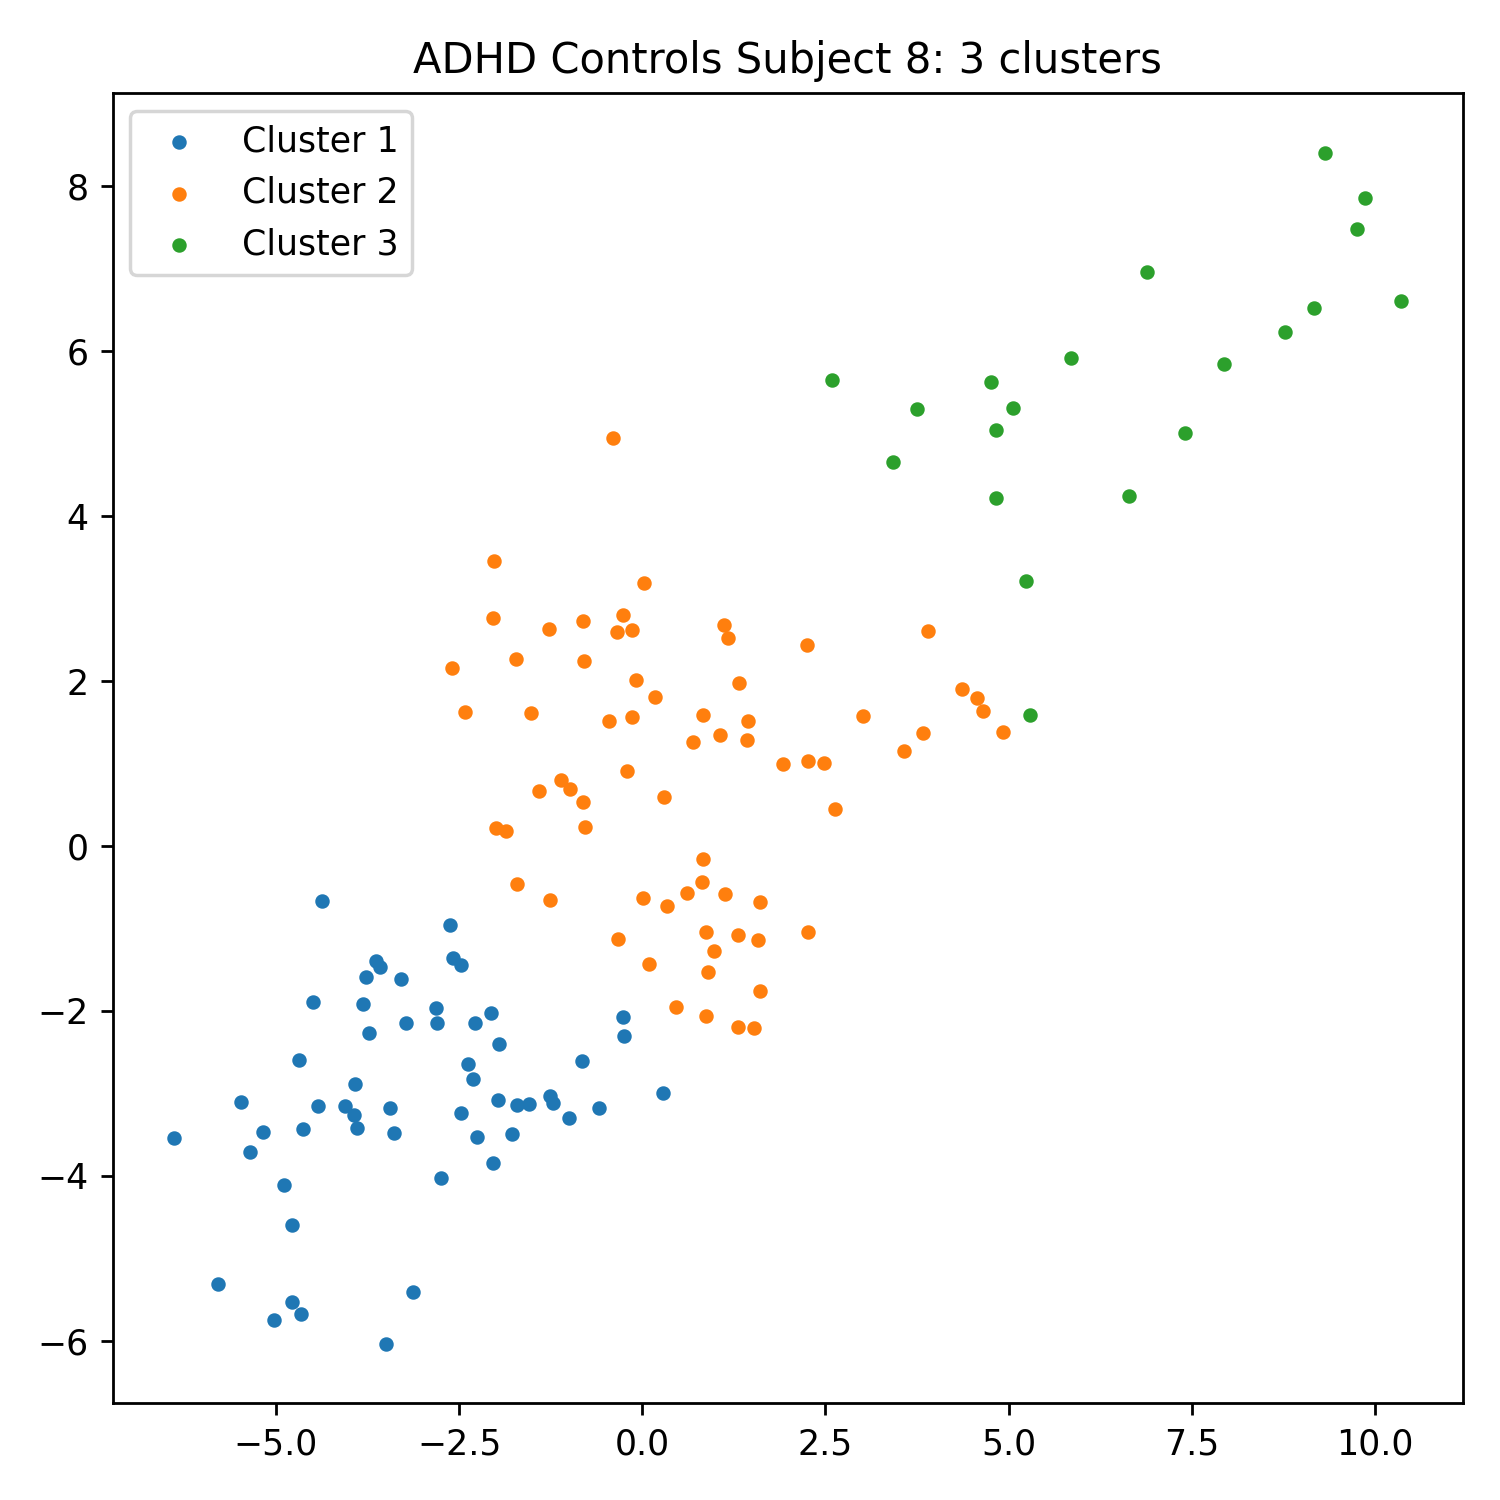 ADHD Controls Subject 8: 3 clusters
Cluster 1
Cluster 2
Cluster 3
8
6
4
2
0
−2
−4
−6
−5.0 −2.5 0.0 2.5 5.0 7.5 10.0